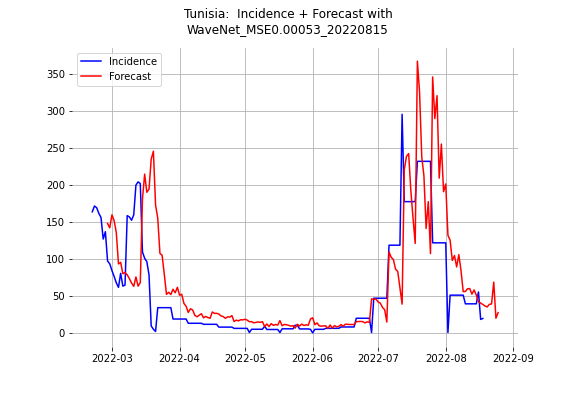 Tunisia:  Incidence + Forecast with
WaveNet_MSE0.00053_20220815
Incidence
Forecast
350
300
250
200
150
100
50
0
2022-03 2022-04 2022-05 2022-06 2022-07 2022-08 2022-09